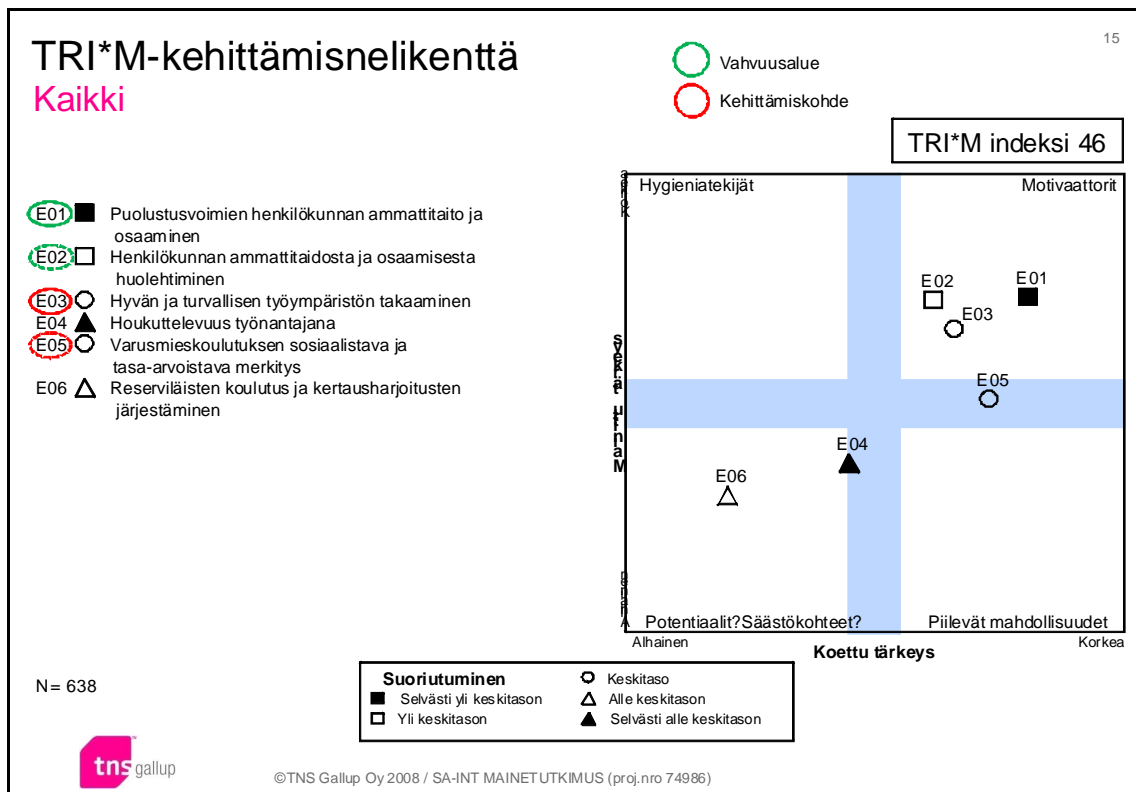 TRI*M-kehittämisnelikenttä
Kaikki
15
Vahvuusalue
Kehittämiskohde
TRI*M indeksi 46
E01 Puolustusvoimien henkilökunnan ammattitaito ja
osaaminen
E02 Henkilökunnan ammattitaidosta ja osaamisesta
huolehtiminen
E03 Hyvän ja turvallisen työympäristön takaaminen
E04 Houkuttelevuus työnantajana
E05 Varusmieskoulutuksen sosiaalistava ja
tasa-arvoistava merkitys
E06 Reserviläisten koulutus ja kertausharjoitusten
järjestäminen
Hygieniatekijät
Motivaattorit
E02
E01
E03
E05
E04
E06
Mainittu tärkeys
Potentiaalit?Säästökohteet?
Piilevät mahdollisuudet
Alhainen
Korkea
Koettu tärkeys
N= 638
Suoriutuminen
Selvästi yli keskitason
Yli keskitason
Keskitaso
Alle keskitason
Selvästi alle keskitason
tns gallup
©TNS Gallup Oy 2008 / SA-INT MAINETUTKIMUS (proj.nro 74986)